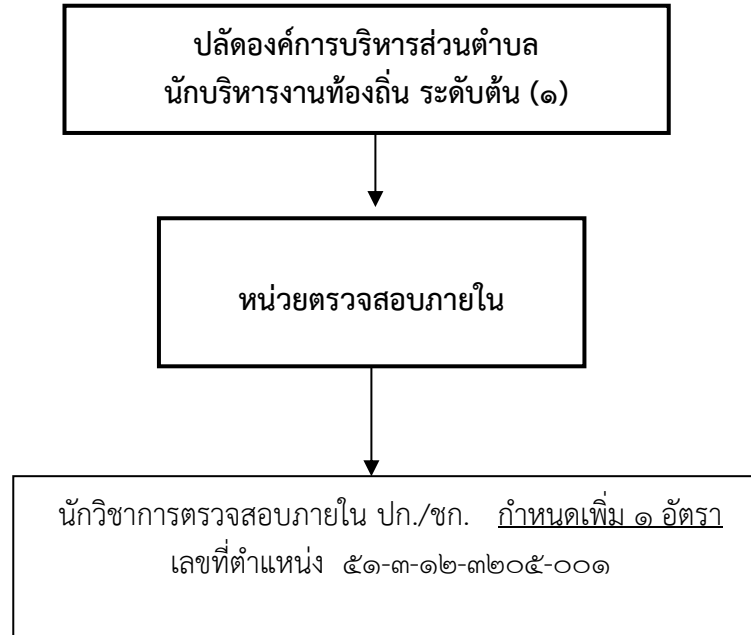 ปลัดองค์การบริหารส่วนตำบล
นักบริหารงานท้องถิ่น ระดับต้น (๑)
หน่วยตรวจสอบภายใน
นักวิชาการตรวจสอบภายใน ปก./ชก. กำหนดเพิ่ม ๑ อัตรา
เลขที่ตำแหน่ง ๕๑-๓-๑๒-๓๒๐๕-๐๐๑